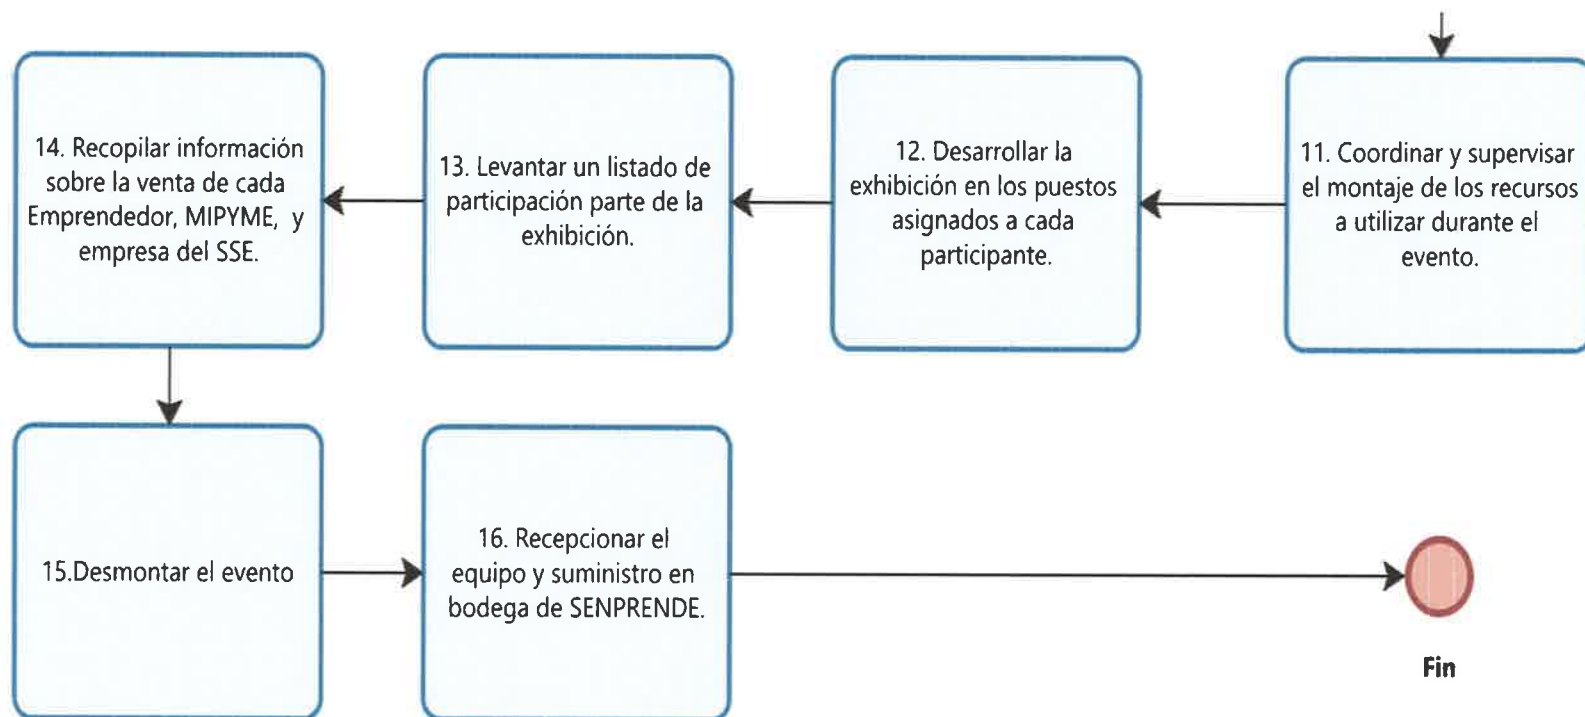 11. Coordinar y supervisar
el montaje de los recursos
a utilizar durante el
evento.
12. Desarrollar la
exhibición en los puestos
asignados a cada
participante.
13. Levantar un listado de
participación parte de la
exhibición.
14. Recopilar información
sobre la venta de cada
Emprendedor, MIPYME, y
empresa del SSE.
15.Desmontar el evento
16. Recepcionar el
equipo y suministro en
bodega de SENPRENDE.
Fin